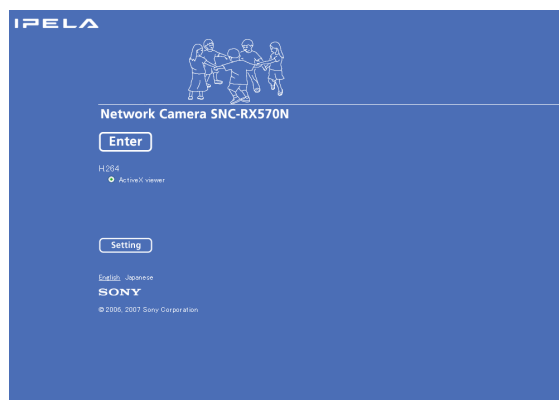 IPELA
Network Camera SNC-RX570N
Enter
H.264
ActiveX viewer
Setting
English Japanese
SONY
© 2006, 2007 Sony Corporation